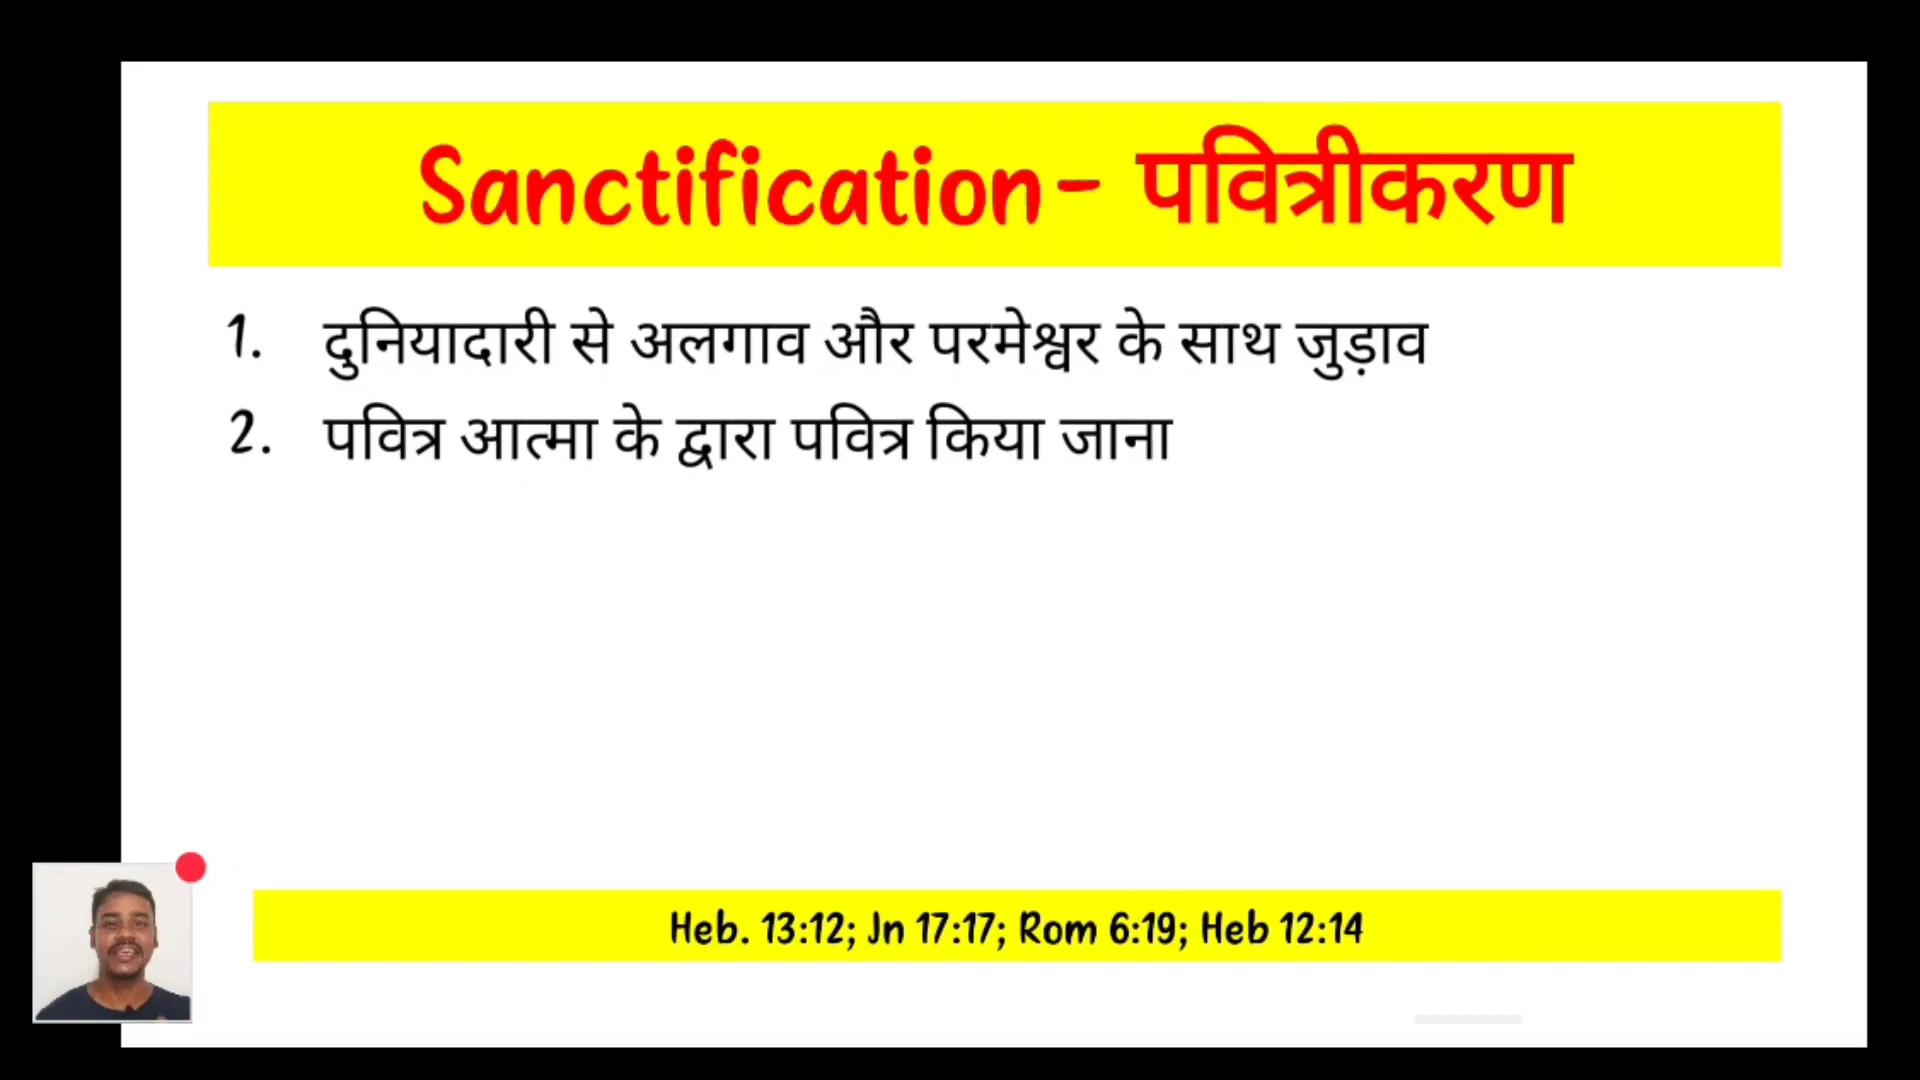 Sanctification- पवित्रीकरण
1. दुनियादारी से अलगाव और परमेश्वर के साथ जुड़ाव
2. पवित्र आत्मा के द्वारा पवित्र किया जाना
Heb. 13:12; Jn 17:17; Rom 6:19; Heb 12:14